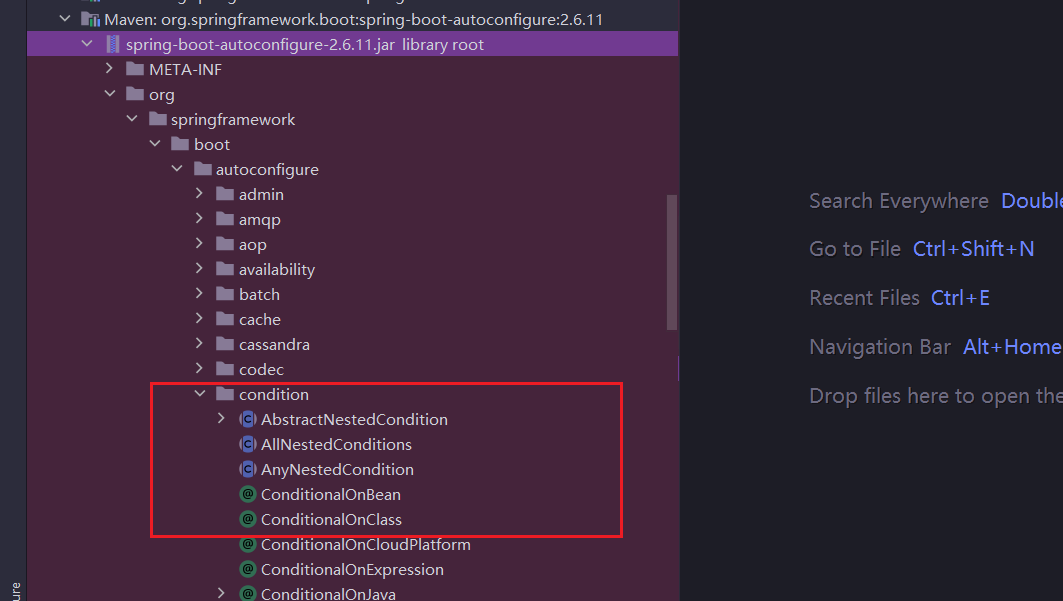 Maven: org.springframework.boot:spring-boot-autoconfigure:2.6.11
spring-boot-autoconfigure-2.6.11.jar library root
META-INF
org
springframework
boot
autoconfigure
admin
amqp
aop
availability
batch
cache
cassandra
codec
condition
AbstractNestedCondition
AllNestedConditions
AnyNestedCondition
ConditionalOnBean
ConditionalOnClass
ConditionalOnCloudPlatform
ConditionalOnExpression
ConditionalOnJava
Search Everywhere Double
Go to File Ctrl+Shift+N
Recent Files Ctrl+E
Navigation Bar Alt+Home
Drop files here to open the